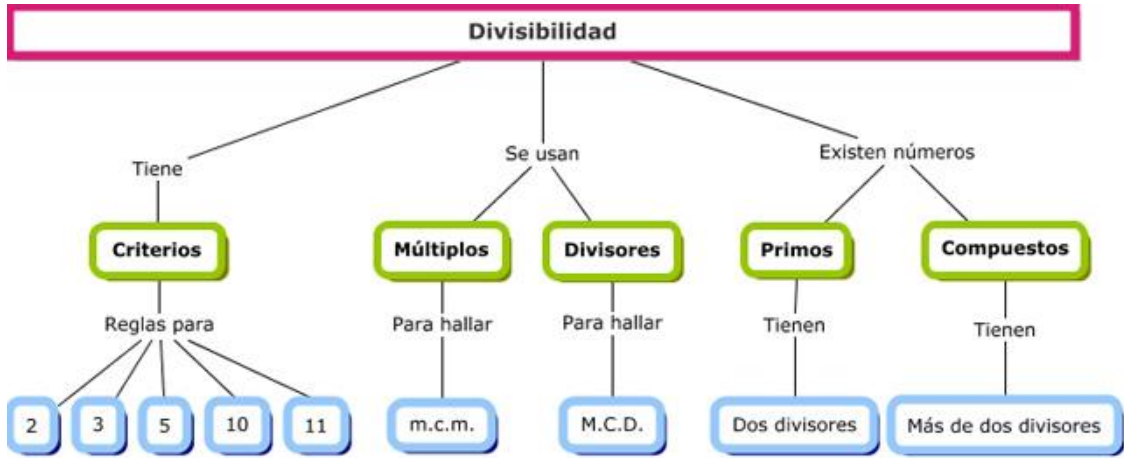 Divisibilidad
Tiene
Se usan
Existen números
Criterios
Múltiplos
Divisores
Primos
Compuestos
Reglas para
Para hallar
Para hallar
Tienen
Tienen
2
3
5
10
11
m.c.m.
M.C.D.
Dos divisores
Más de dos divisores